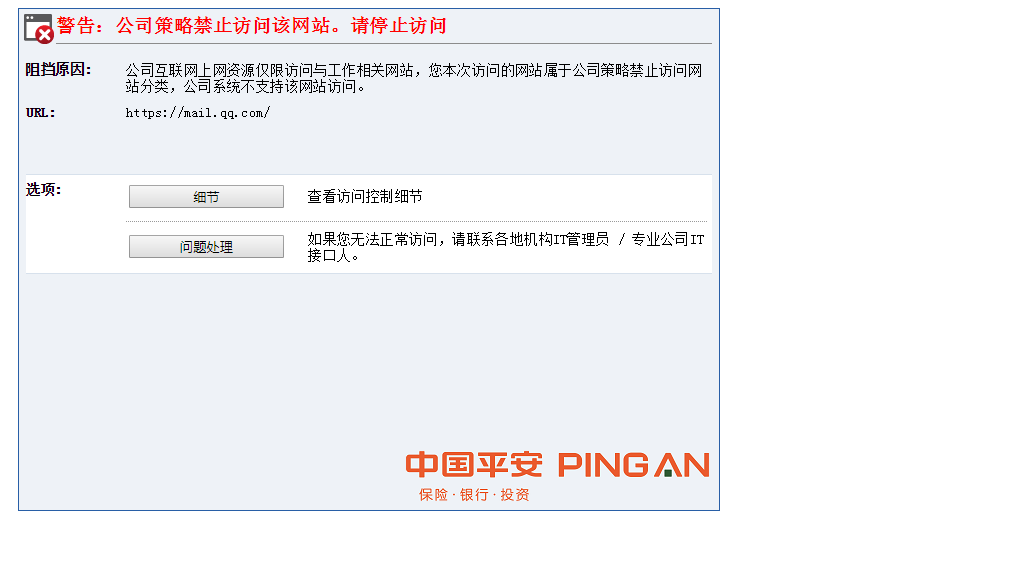 警告：公司策略禁止访问该网站。请停止访问
阻挡原因:
公司互联网上网资源仅限访问与工作相关网站，您本次访问的网站属于公司策略禁止访问网
站分类，公司系统不支持该网站访问。
URL:
https://mail.qq.com/
选项:
细节
查看访问控制细节
问题处理
如果您无法正常访问，请联系各地机构IT管理员 / 专业公司IT
接口人。
中国平安 PINGAN
保险·银行·投资